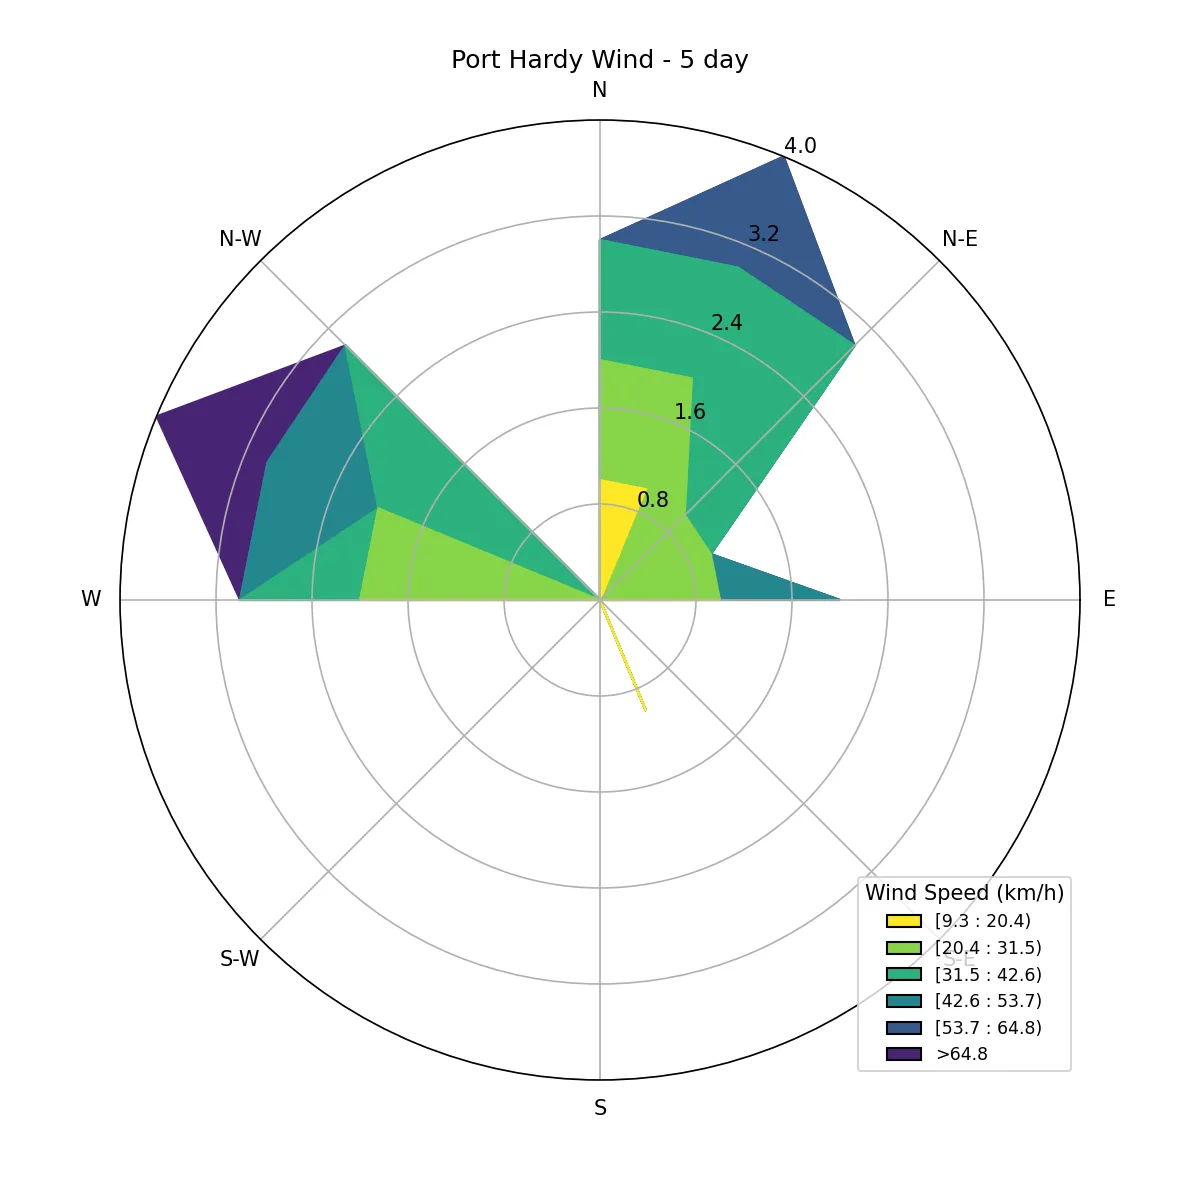 Port Hardy Wind - 5 day
N
4.0
N-W
3.2
N-E
2.4
1.6
0.8
W
E
S-W
S-E
Wind Speed (km/h)
[9.3 : 20.4)
[20.4 : 31.5)
[31.5 : 42.6)
[42.6 : 53.7)
[53.7 : 64.8)
>64.8
S